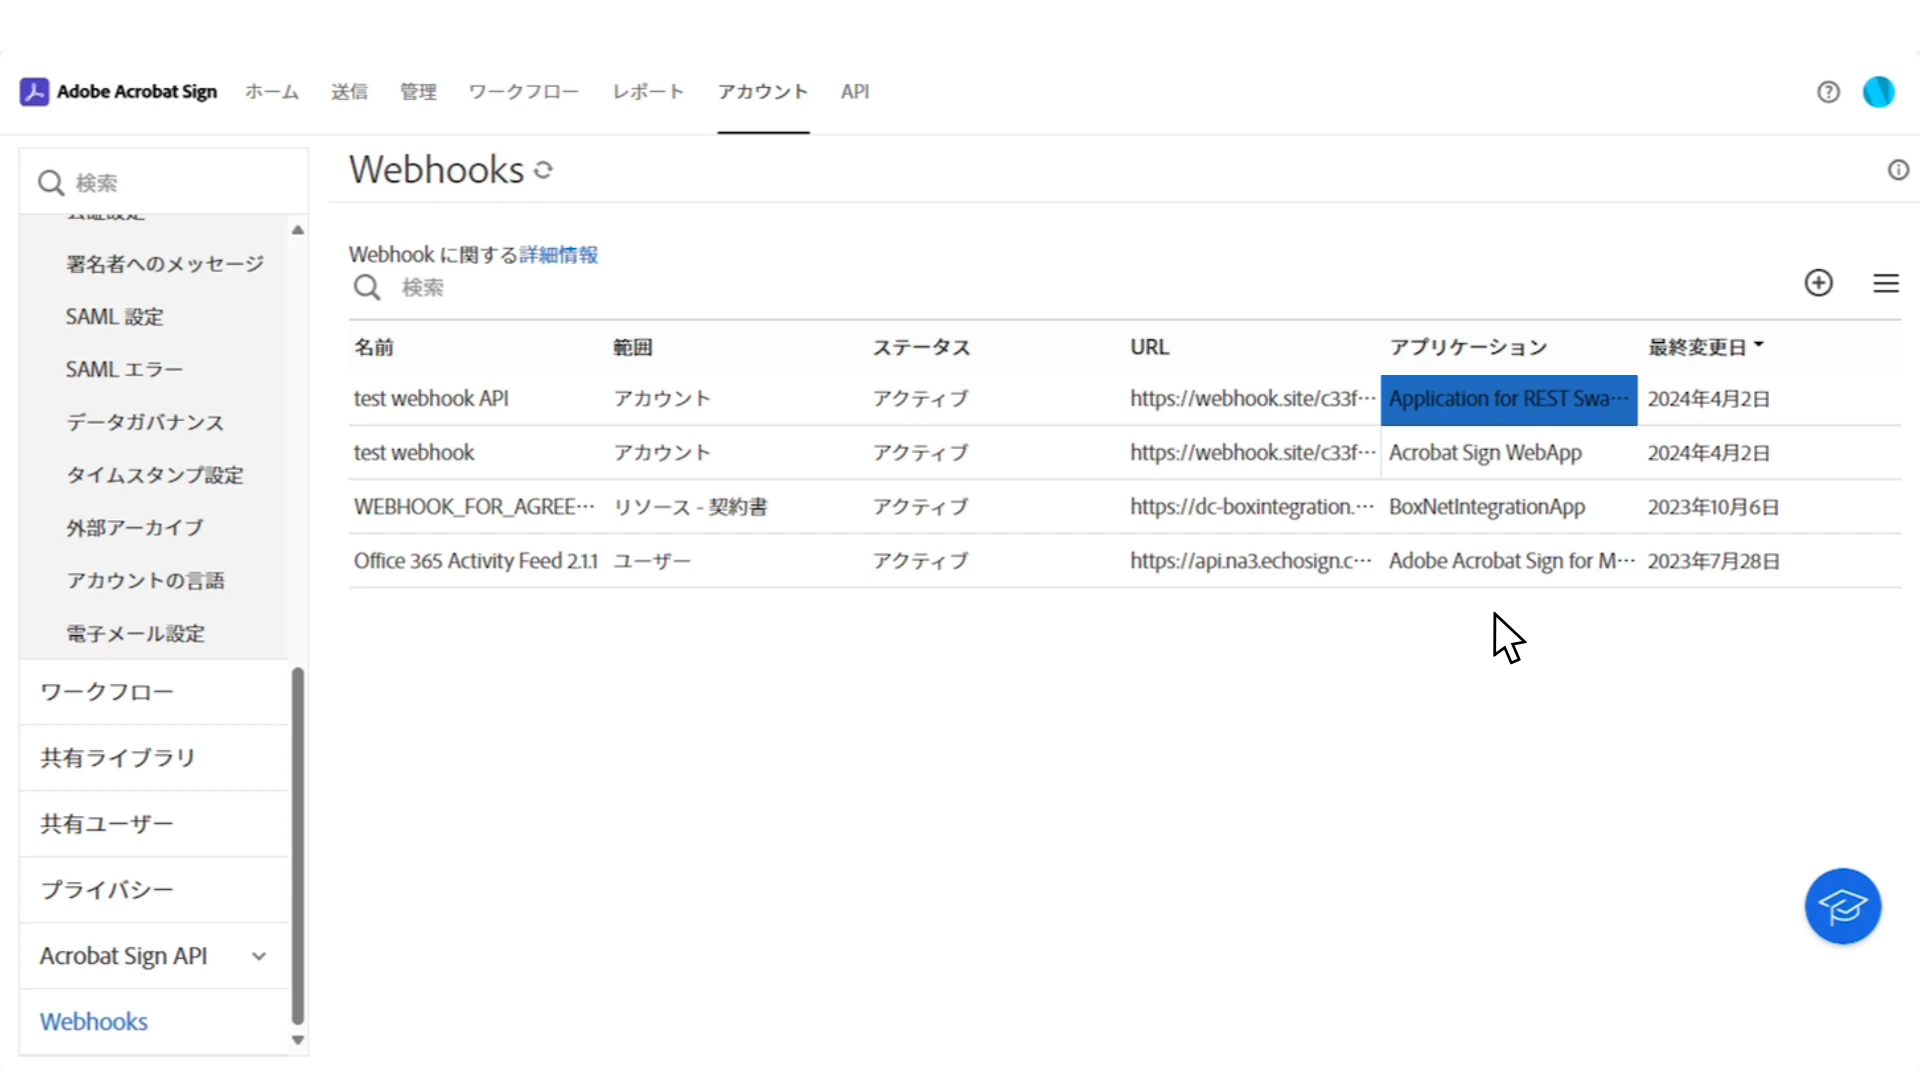 Adobe Acrobat Sign ホーム 送信 管理 ワークフロー レポート アカウント API
検索
署名者へのメッセージ
SAML 設定
SAML エラー
データガバナンス
タイムスタンプ設定
外部アーカイブ
アカウントの言語
電子メール設定
ワークフロー
共有ライブラリ
共有ユーザー
プライバシー
Acrobat Sign API
Webhooks
Webhooks
Webhook に関する詳細情報
検索
名前 範囲 ステータス URL アプリケーション 最終変更日
test webhook API アカウント アクティブ https://webhook.site/c33f… Application for REST Swa… 2024年4月2日
test webhook アカウント アクティブ https://webhook.site/c33f… Acrobat Sign WebApp 2024年4月2日
WEBHOOK_FOR_AGREE… リソース - 契約書 アクティブ https://dc-boxintegration.… BoxNetIntegrationApp 2023年10月6日
Office 365 Activity Feed 2.1.1 ユーザー アクティブ https://api.na3.echosign.c… Adobe Acrobat Sign for M… 2023年7月28日